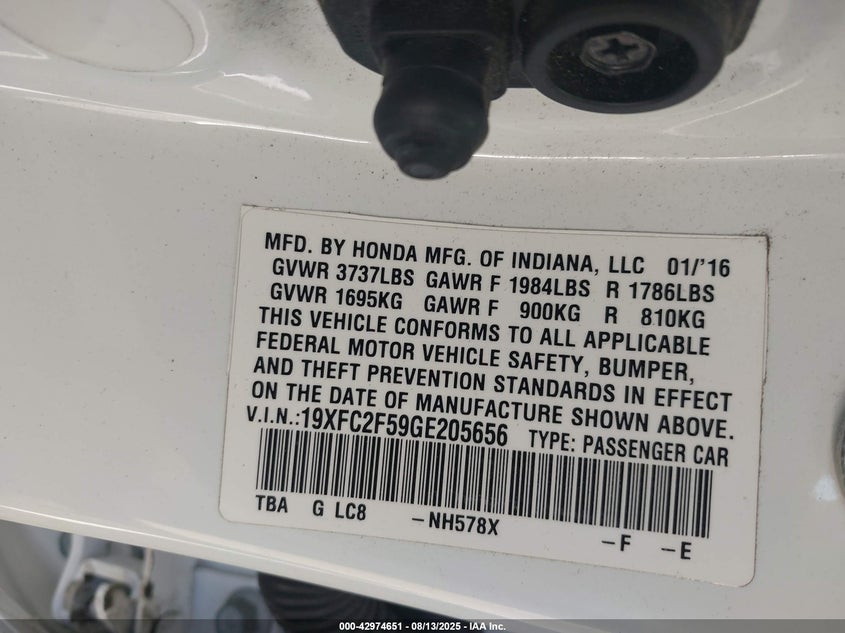 MFD. BY HONDA MFG. OF INDIANA, LLC 01/'16
GVWR 3737LBS GAWR F 1984LBS R 1786LBS
GVWR 1695KG GAWR F 900KG R 810KG
THIS VEHICLE CONFORMS TO ALL APPLICABLE
FEDERAL MOTOR VEHICLE SAFETY, BUMPER,
AND THEFT PREVENTION STANDARDS IN EFFECT
ON THE DATE OF MANUFACTURE SHOWN ABOVE.
V.I.N.:19XFC2F59GE205656 TYPE: PASSENGER CAR
TBA G LC8 -NH578X -F -E
000-42974651 - 08/13/2025 - IAA Inc.